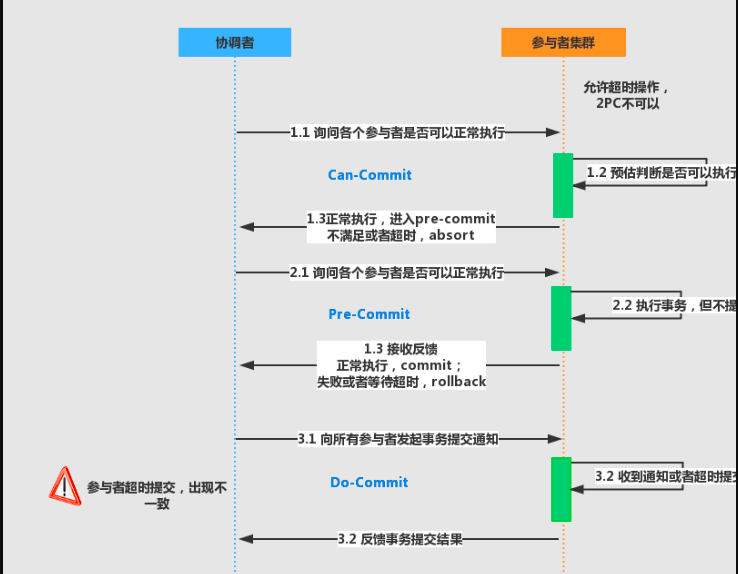 协调者
参与者集群
允许超时操作，
2PC不可以
1.1 询问各个参与者是否可以正常执行
Can-Commit
1.2 预估判断是否可以执行
1.3正常执行，进入pre-commit
不满足或者超时，absort
2.1 询问各个参与者是否可以正常执行
Pre-Commit
2.2 执行事务，但不提
1.3 接收反馈
正常执行，commit；
失败或者等待超时，rollback
3.1 向所有参与者发起事务提交通知
参与者超时提交，出现不
一致
Do-Commit
3.2 收到通知或者超时提交
3.2 反馈事务提交结果